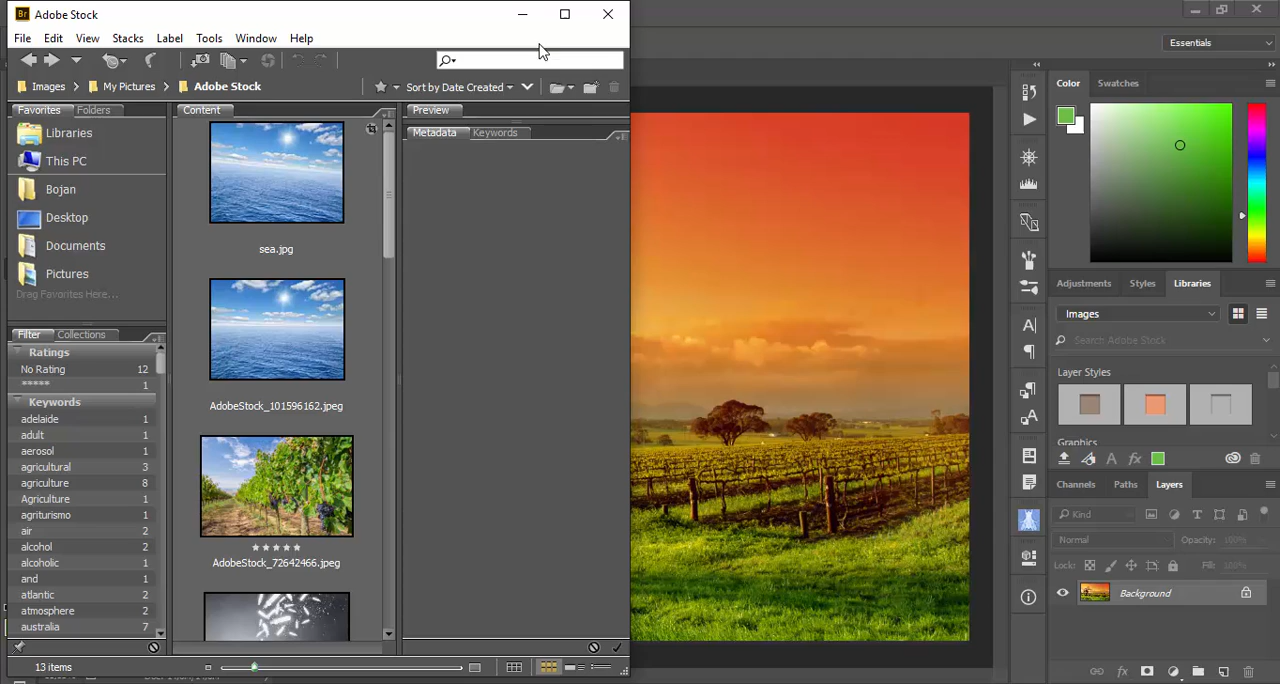 Br Adobe Stock
File Edit View Stacks Label Tools Window Help
Images My Pictures Adobe Stock
Sort by Date Created
Favorites Folders
Libraries
This PC
Bojan
Desktop
Documents
Pictures
Drag Favorites Here...
Filter Collections
Ratings
No Rating 12
***** 1
Keywords
adelaide 1
adult 1
aerosol 1
agricultural 3
agriculture 8
Agriculture 1
agriturismo 1
air 2
alcohol 2
alcoholic 1
and 1
atlantic 2
atmosphere 2
australia 7
13 items
Content
sea.jpg
AdobeStock_101596162.jpeg
AdobeStock_72642466.jpeg
Preview
Metadata Keywords
Essentials
Color Swatches
Adjustments Styles Libraries
Images
Search Adobe Stock
Layer Styles
Graphics
Channels Paths Layers
Kind
Normal Opacity: 100%
Lock: Fill: 100%
Background